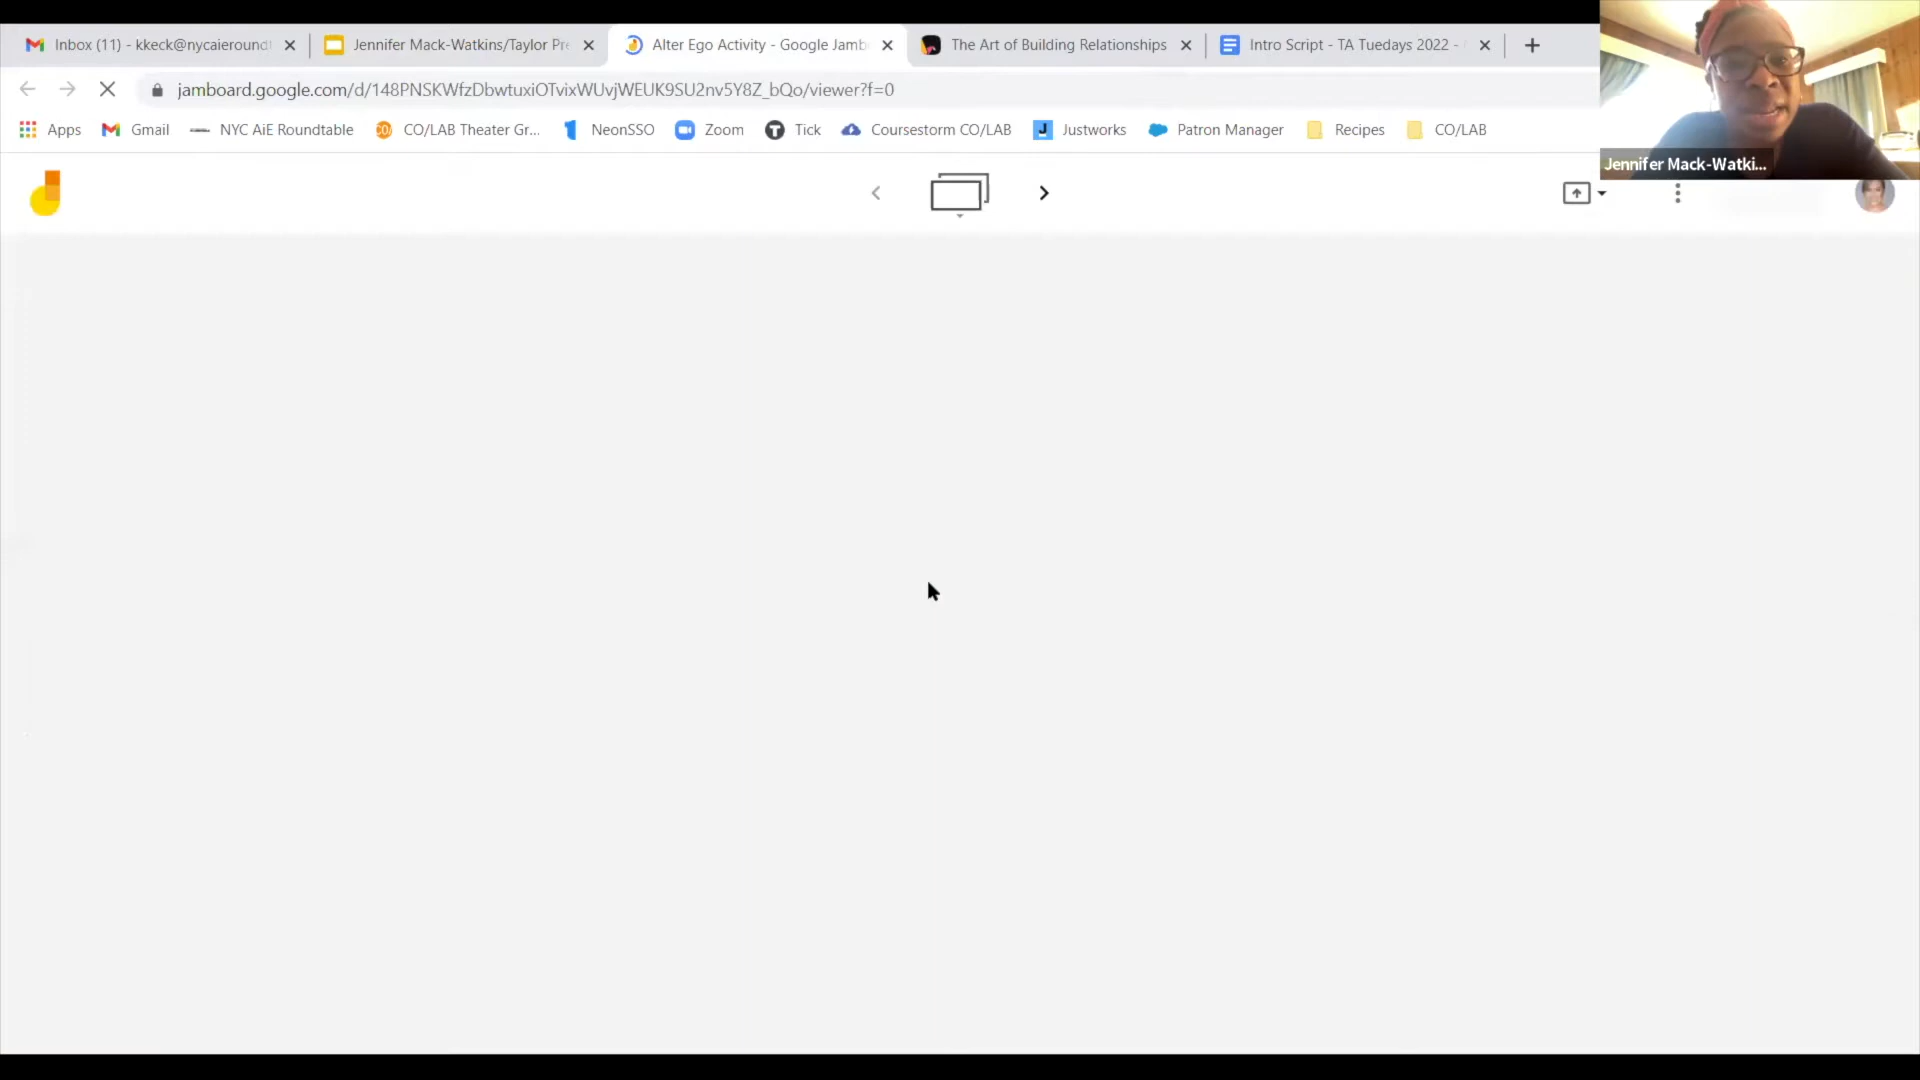 Inbox (11) - kkeck@nycaieround
Jennifer Mack-Watkins/Taylor Pre
Alter Ego Activity - Google Jamb
The Art of Building Relationships
Intro Script - TA Tuedays 2022 -
jamboard.google.com/d/148PNSKWfzDbwtuxiOTvixWUvjWEUK9SU2nv5Y8Z_bQo/viewer?f=0
Apps
Gmail
NYC AiE Roundtable
CO/LAB Theater Gr...
NeonSSO
Zoom
Tick
Coursestorm CO/LAB
Justworks
Patron Manager
Recipes
CO/LAB
Jennifer Mack-Watki...